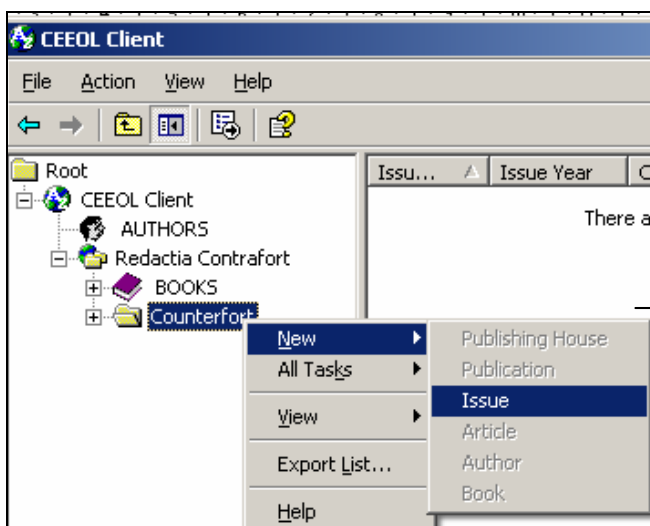 CEEOL Client
File Action View Help
Root
Issu... Issue Year
CEEOL Client
There a
AUTHORS
Redactia Contrafort
BOOKS
Counterfort
New
All Tasks
View
Export List...
Help
Publishing House
Publication
Issue
Article
Author
Book